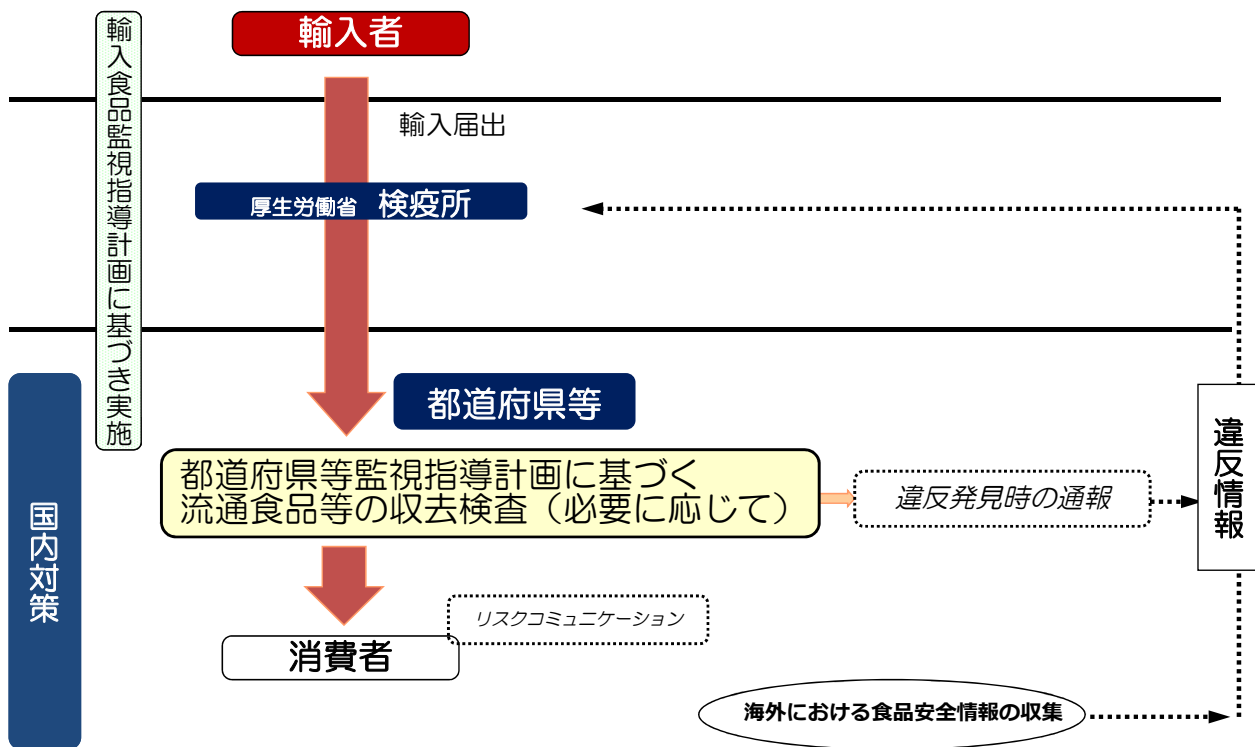 輸入食品監視指導計画に基づき実施
輸入者
輸入届出
厚生労働省 検疫所
都道府県等
都道府県等監視指導計画に基づく
流通食品等の収去検査（必要に応じて）
違反発見時の通報
違反情報
国内対策
リスクコミュニケーション
消費者
海外における食品安全情報の収集